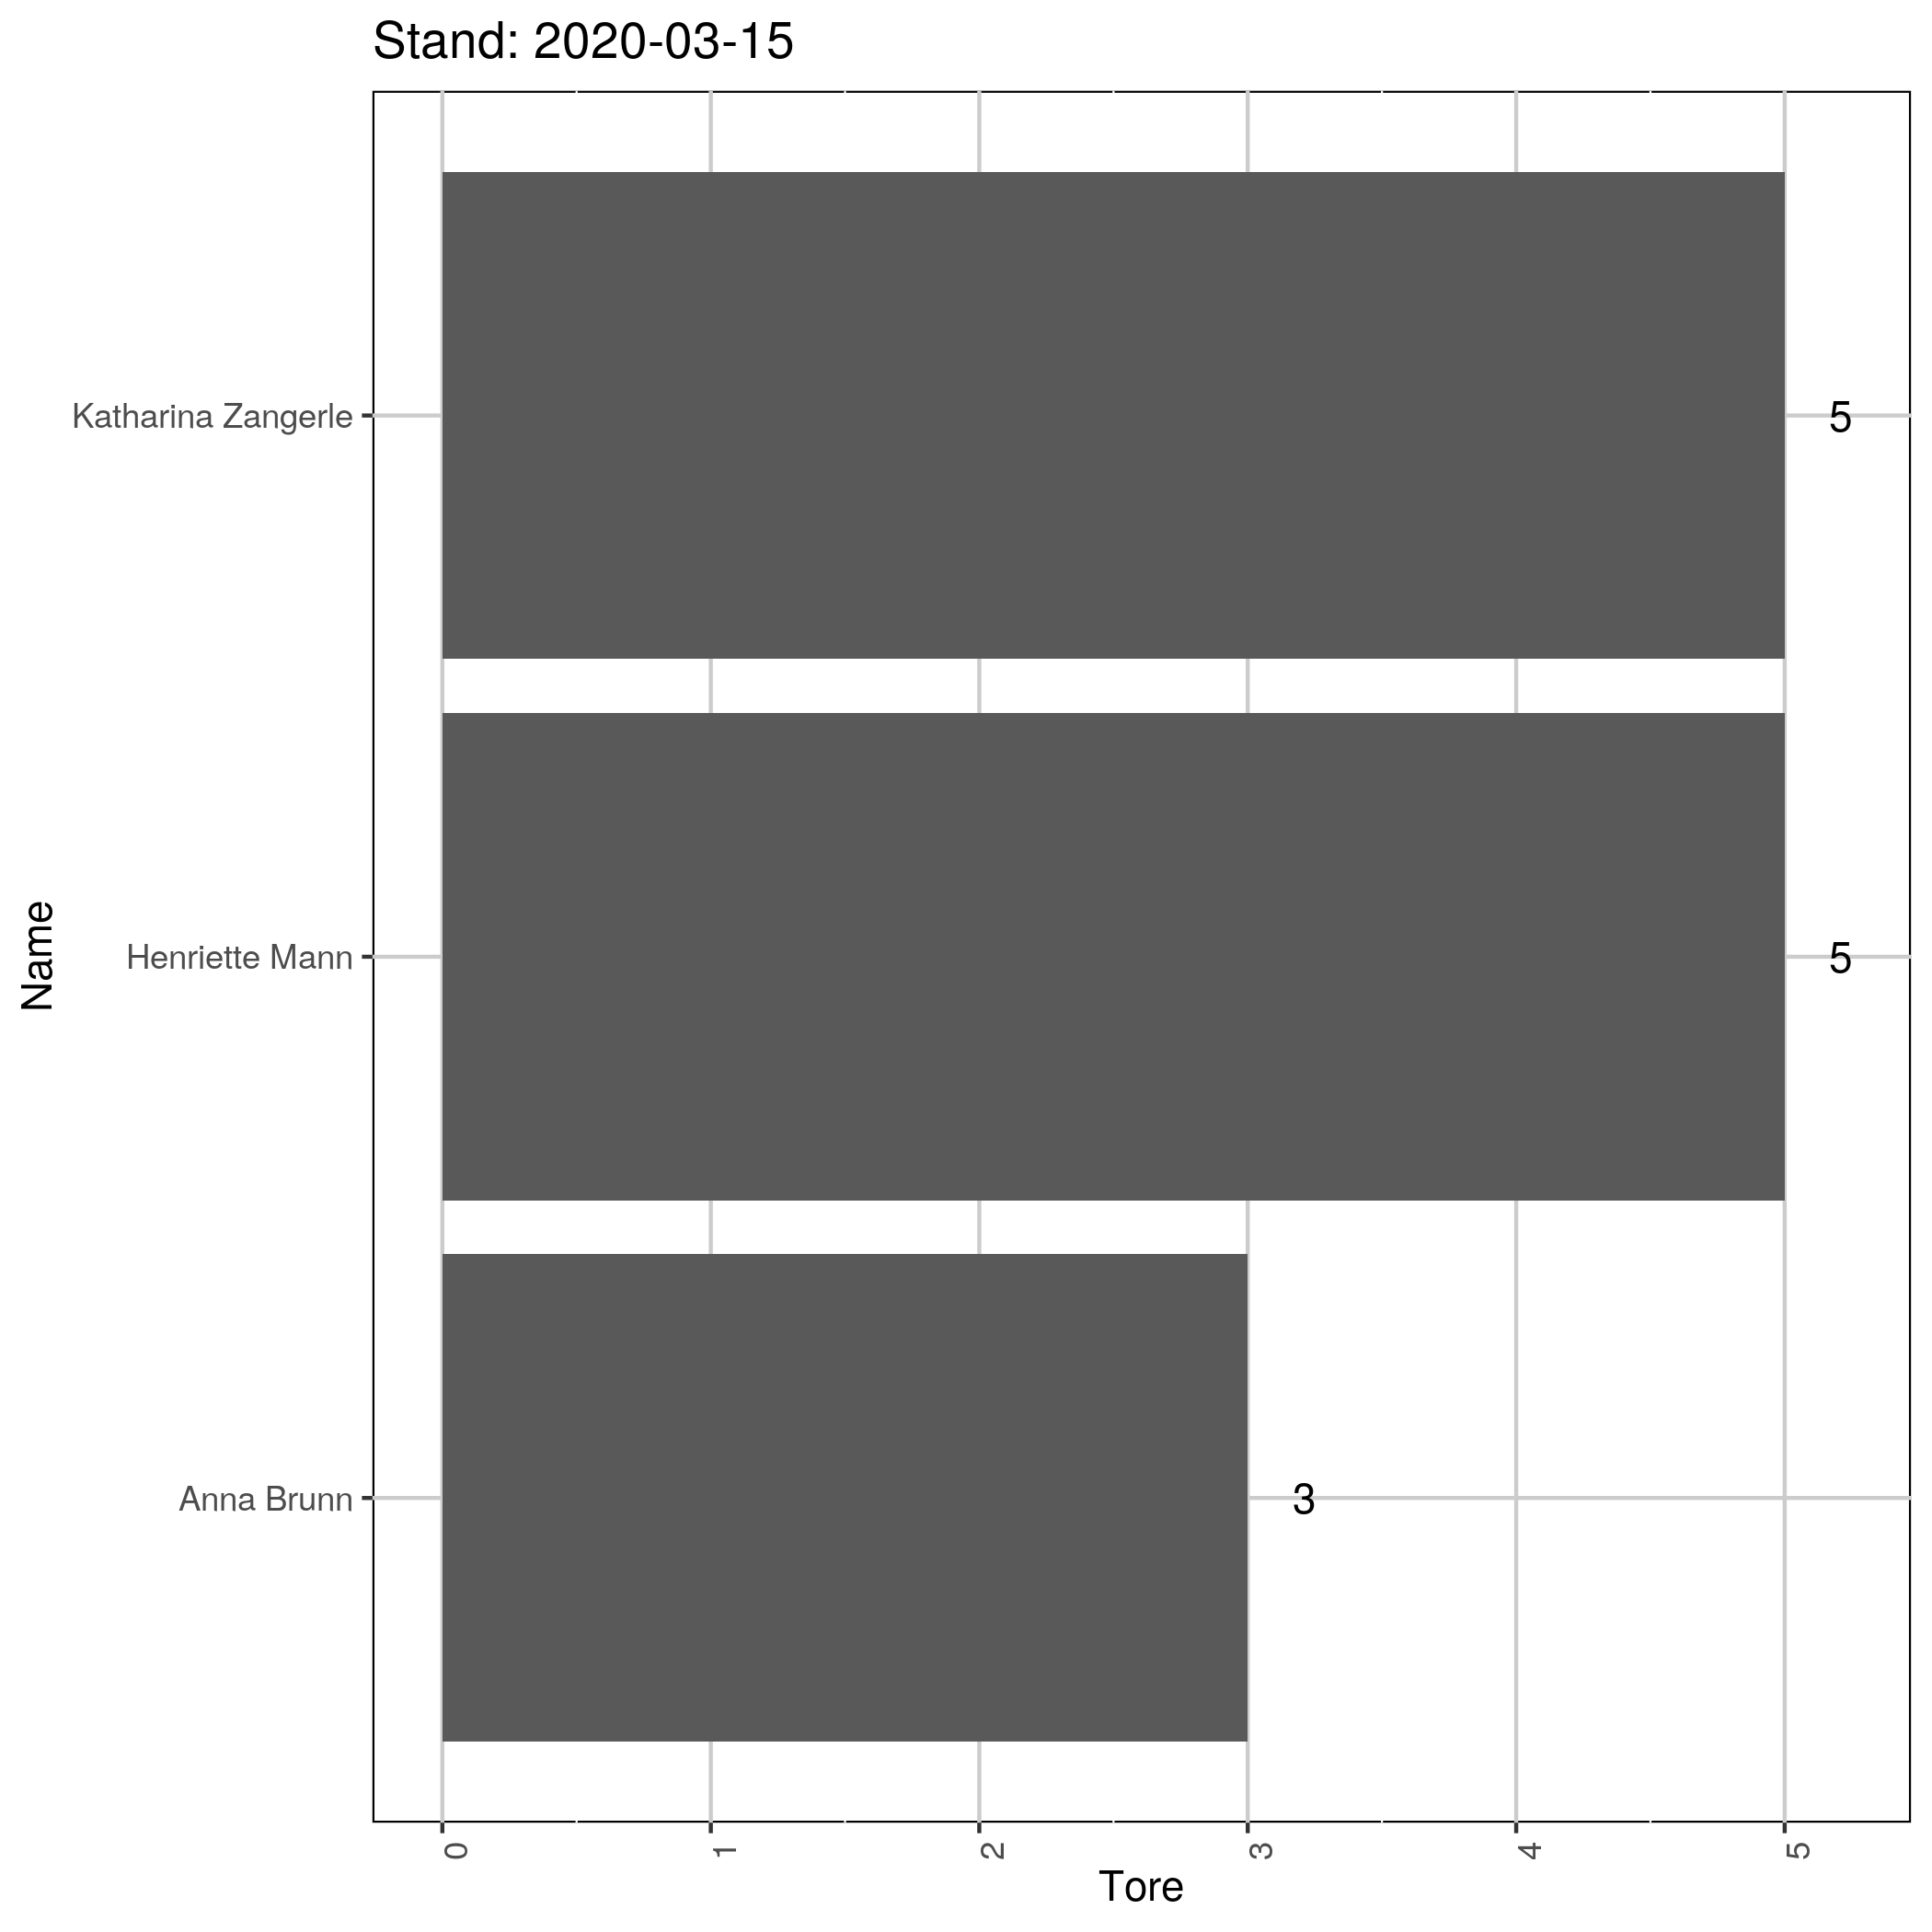 Stand: 2020-03-15
Katharina Zangerle
5
Henriette Mann
5
Anna Brunn
3
Name
0 1 2 3 4 5
Tore